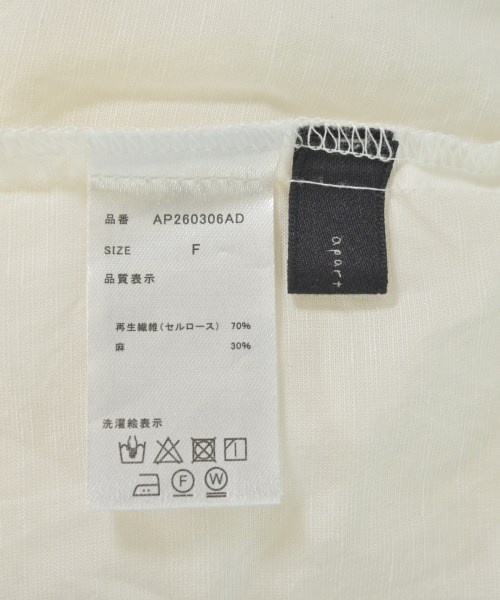 品番 AP260306AD
SIZE F
品質表示
再生繊維(セルロース) 70%
麻 30%
洗濯絵表示
F W
apart